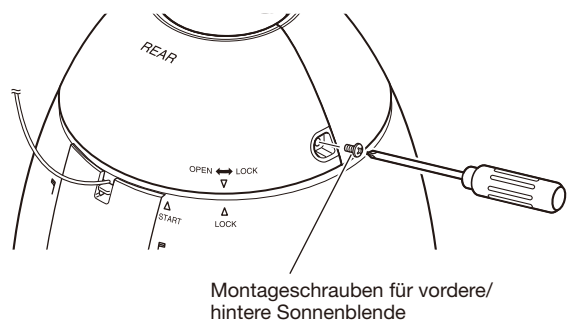 REAR
OPEN ↔ LOCK
START
LOCK
Montageschrauben für vordere/
hintere Sonnenblende